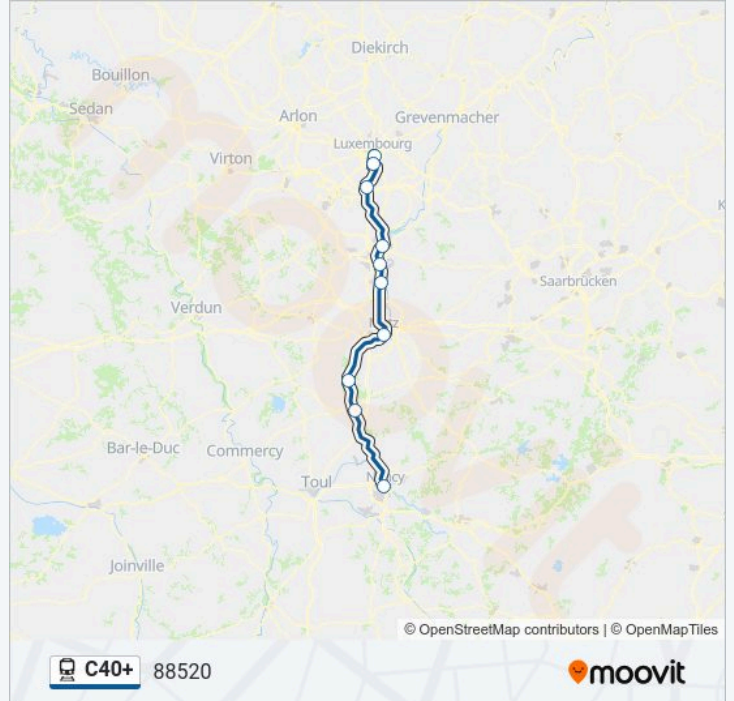 Diekirch
Bouillon
Sedan
Arlon
Grevenmacher
Luxembourg
Virton
K
Saarbrücken
Verdun
Bar-le-Duc
Commercy
Toul
Joinville
© OpenStreetMap contributors | © OpenMapTiles
C40+ 88520 moovit